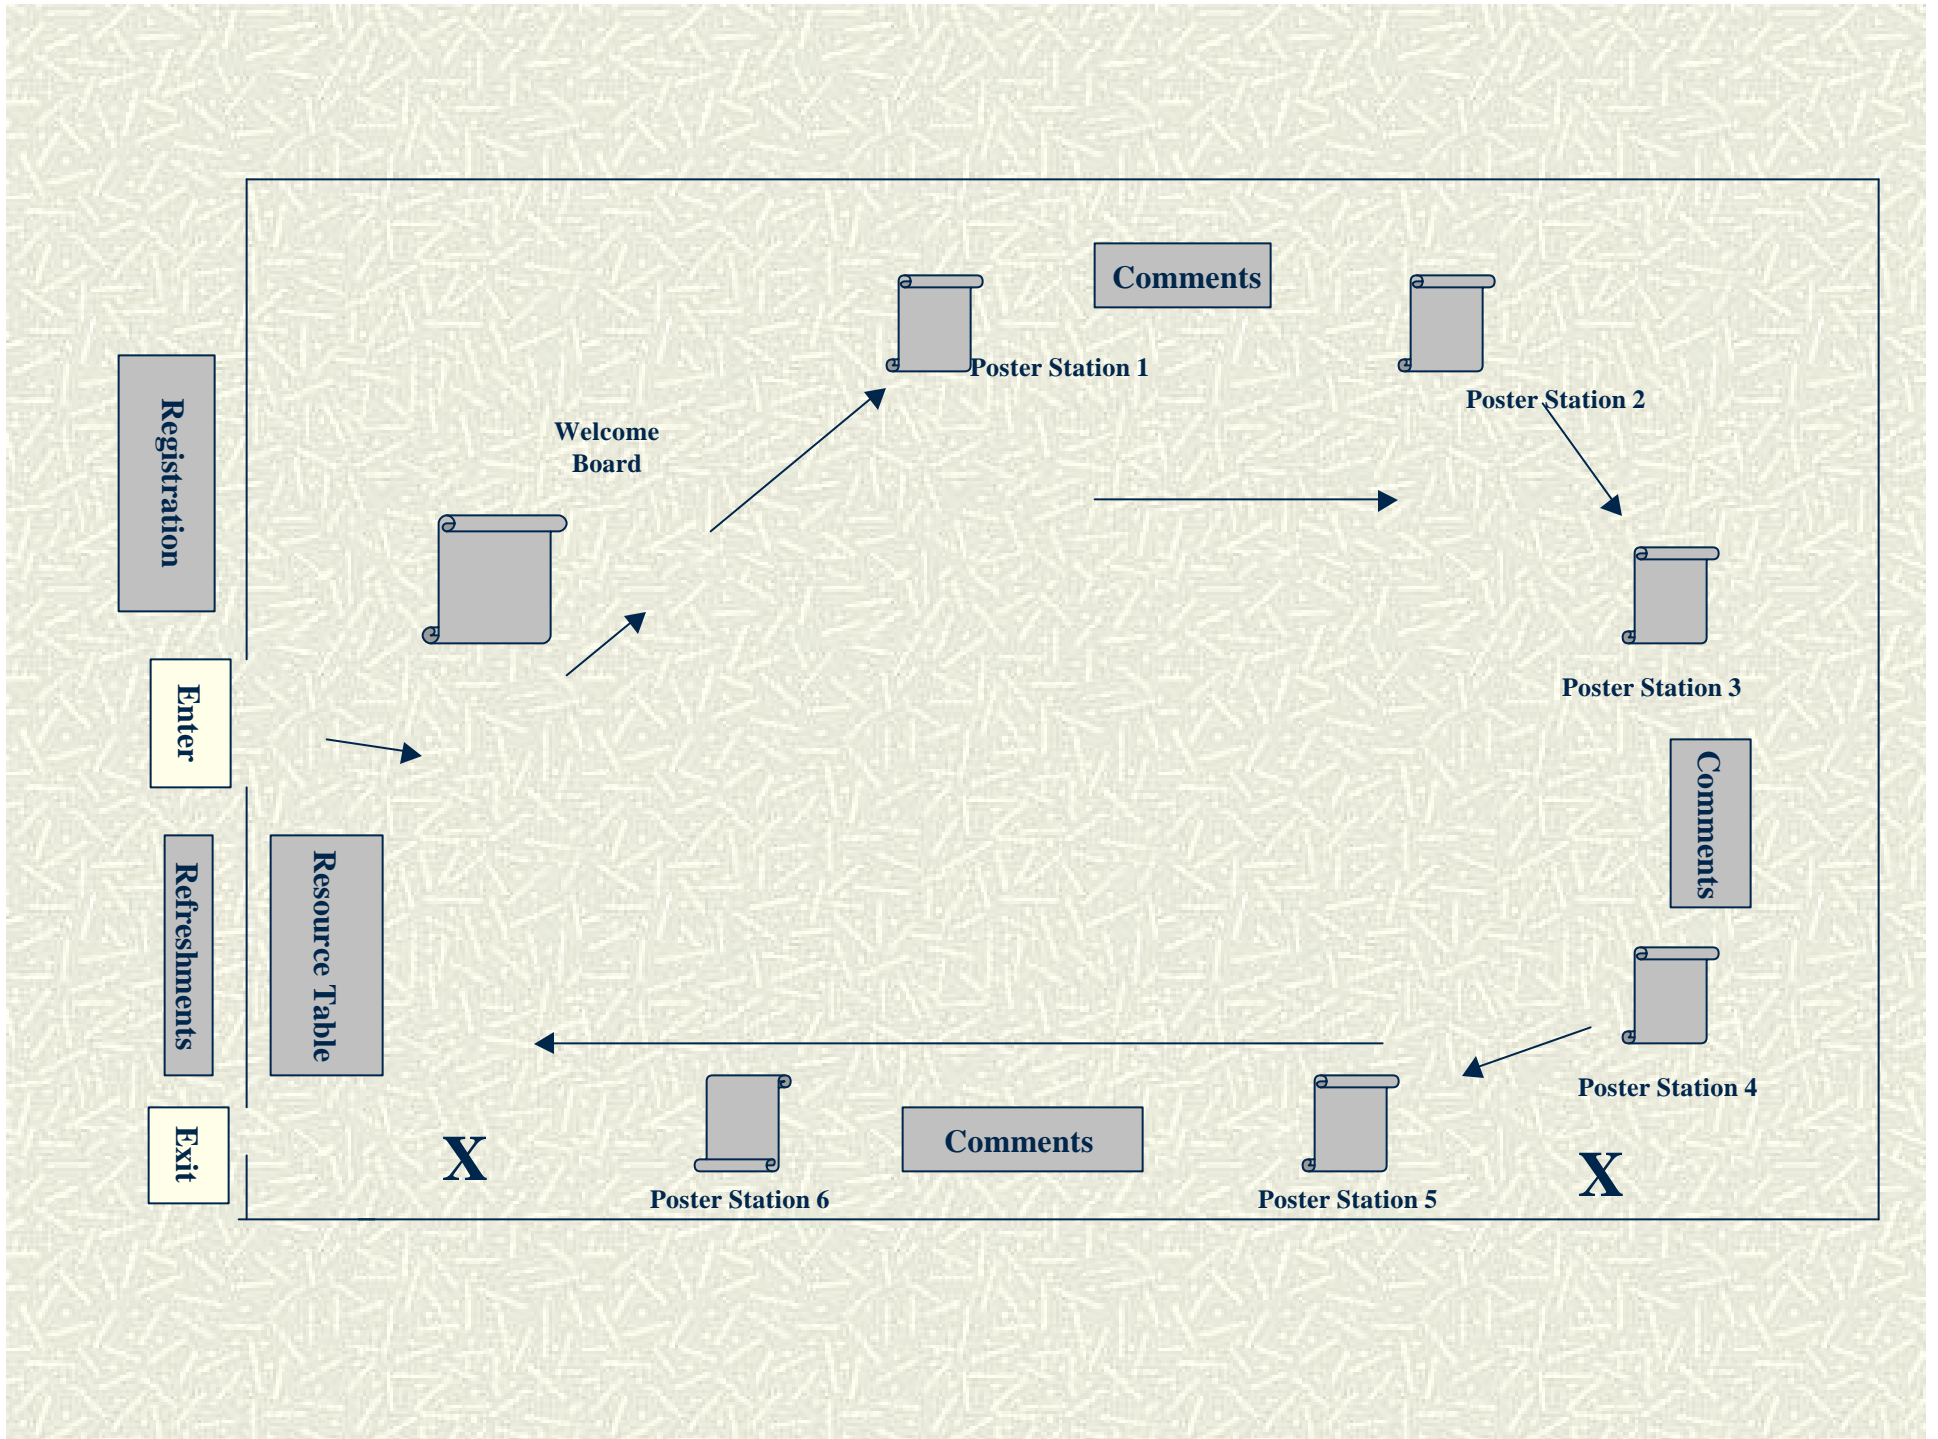 Comments
Poster Station 1
Poster Station 2
Welcome
Board
Registration
Poster Station 3
Enter
Comments
Refreshments
Resource Table
Poster Station 4
Exit
X
Comments
X
Poster Station 6
Poster Station 5